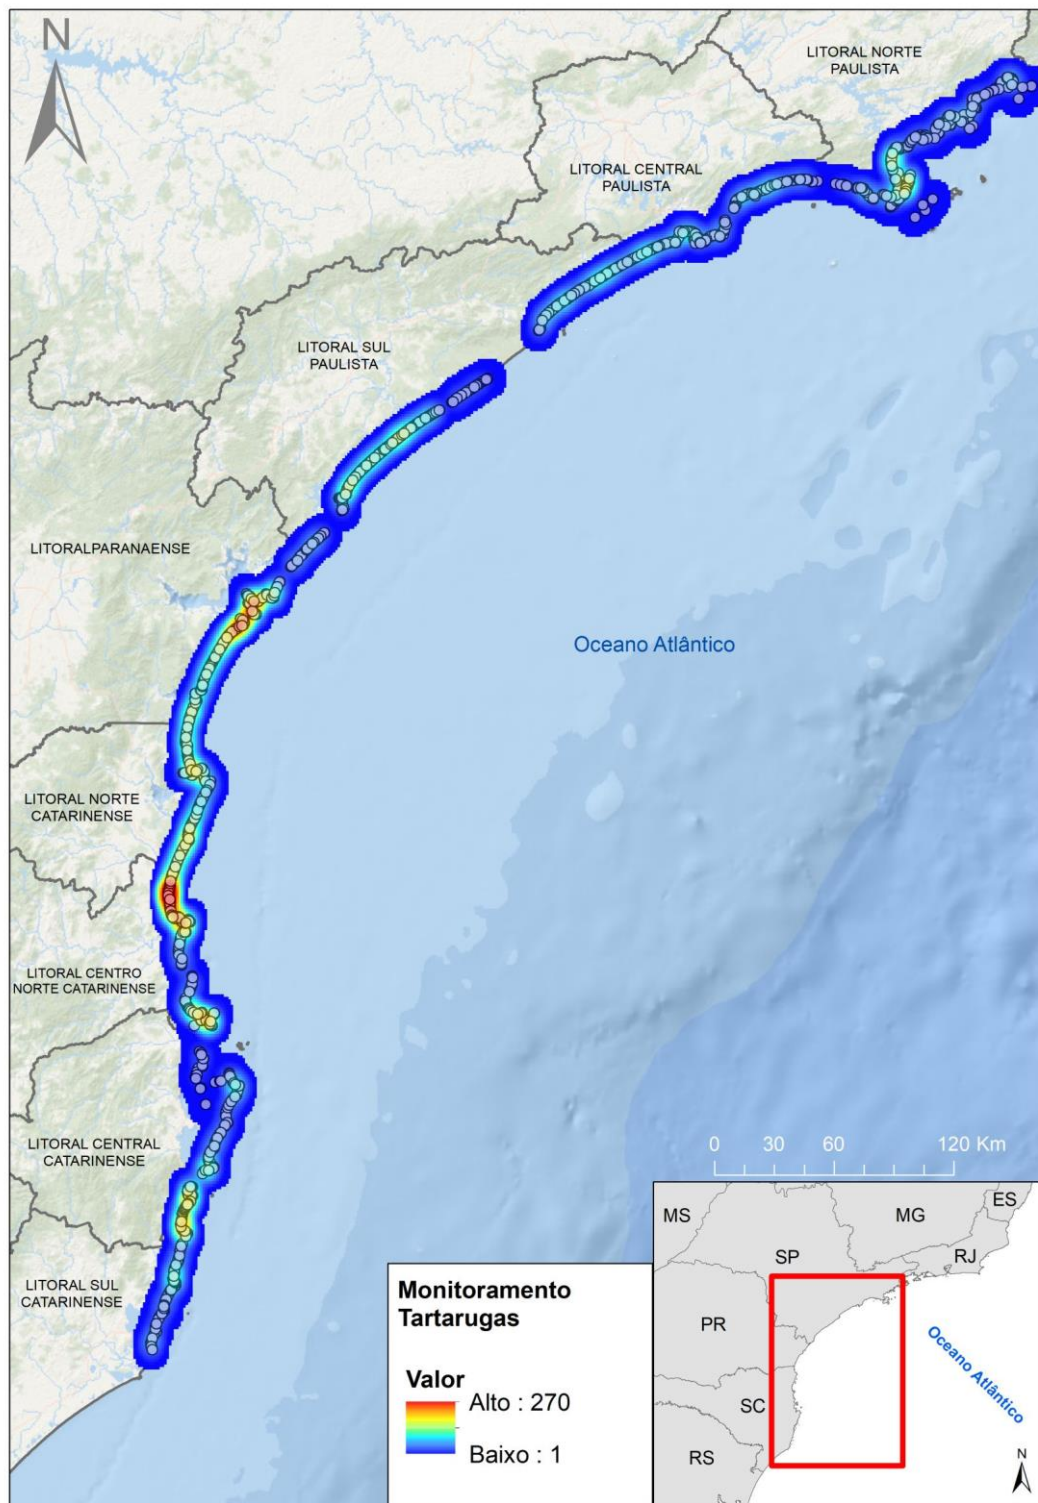 N
LITORAL NORTE
PAULISTA
LITORAL CENTRAL
PAULISTA
LITORAL SUL
PAULISTA
LITORALPARANAENSE
Oceano Atlântico
LITORAL NORTE
CATARINENSE
LITORAL CENTRO
NORTE CATARINENSE
LITORAL CENTRAL
CATARINENSE
LITORAL SUL
CATARINENSE
0 30 60 120 Km
Monitoramento
Tartarugas
Valor
Alto : 270
Baixo : 1
MS
MG
ES
SP
RJ
PR
SC
RS
Oceano Atlântico
N